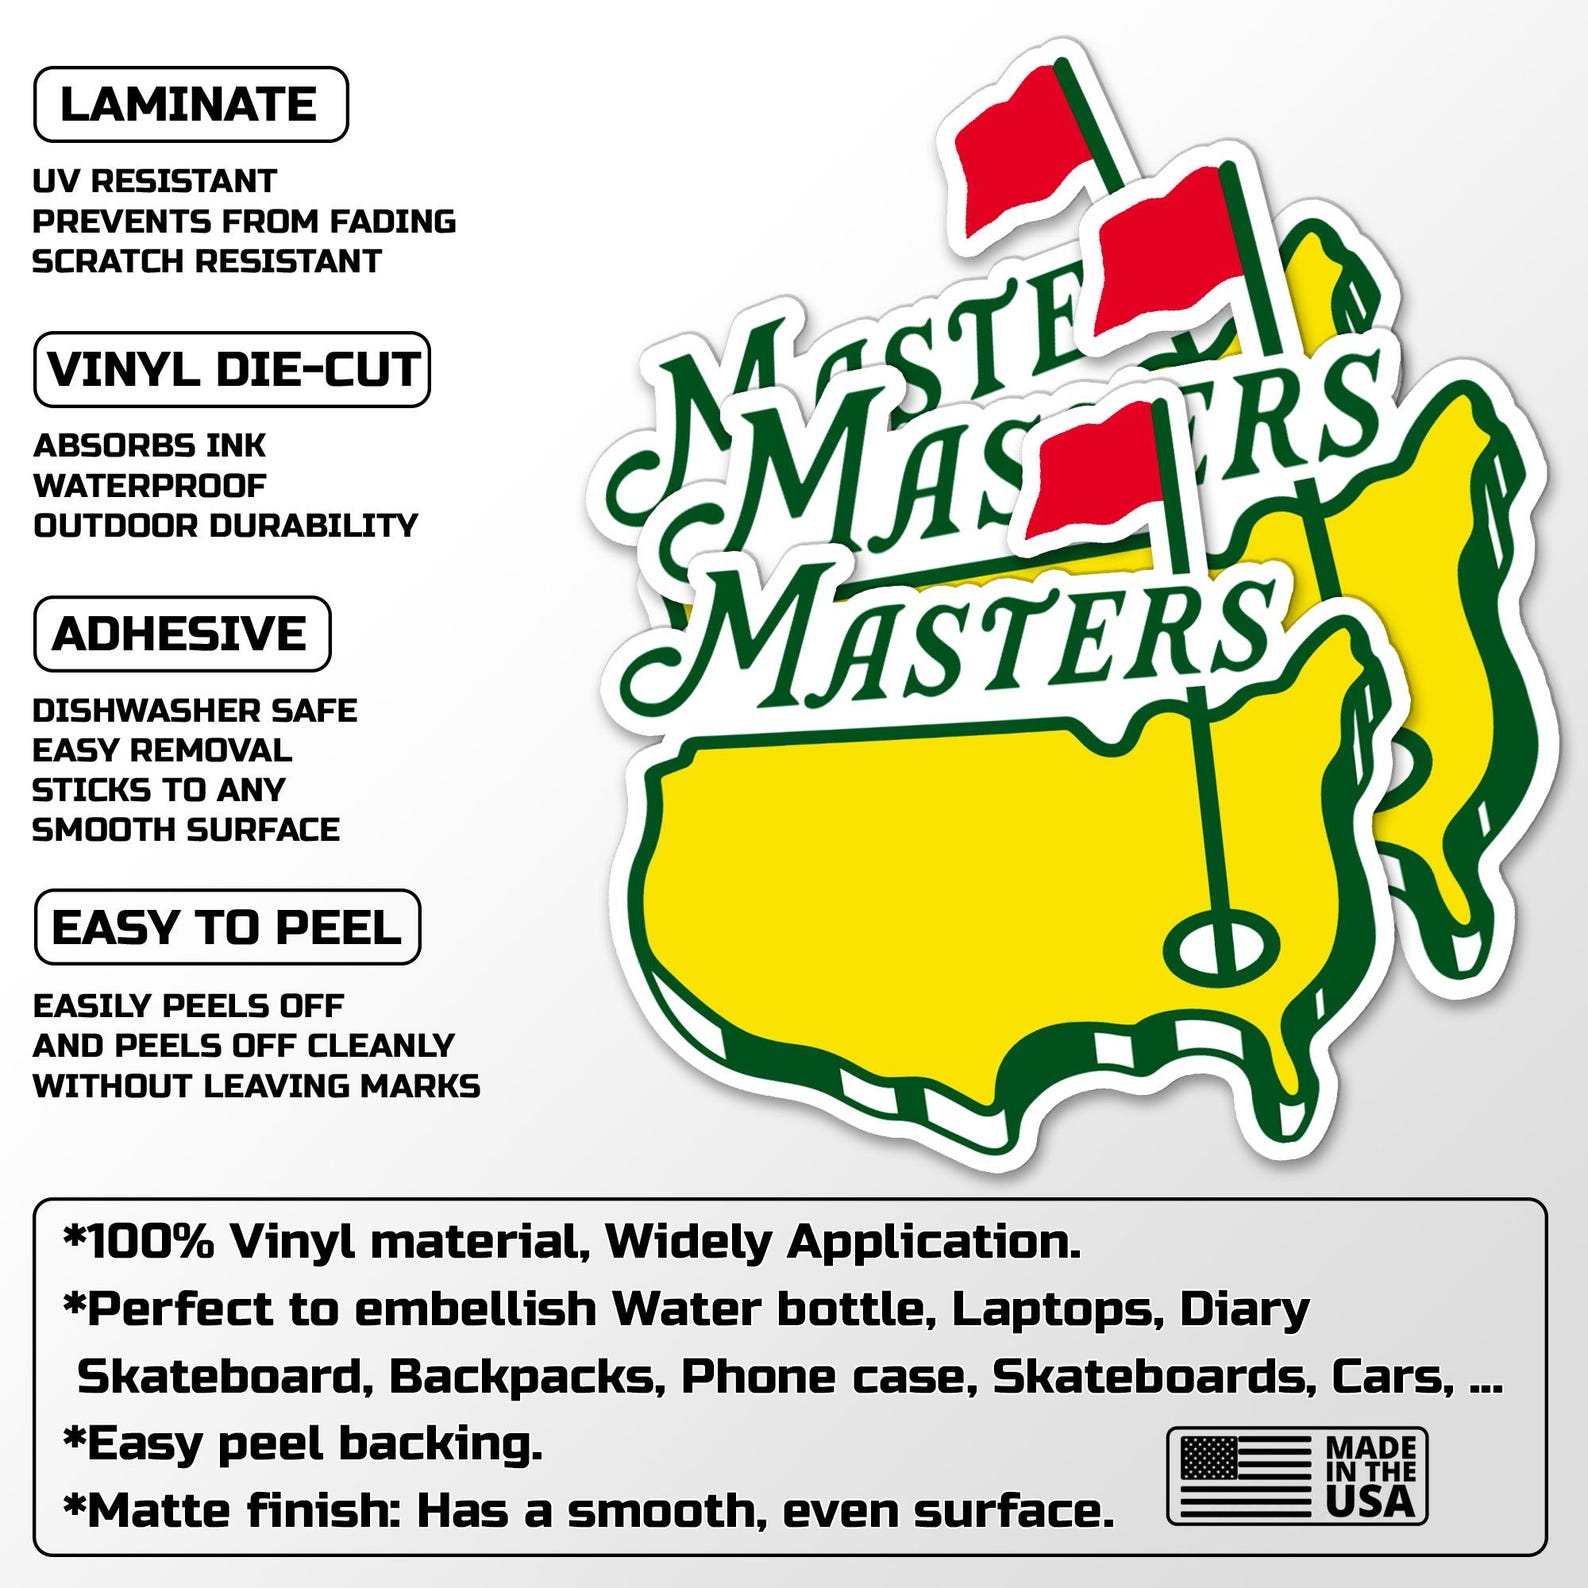 LAMINATE
UV RESISTANT
PREVENTS FROM FADING
SCRATCH RESISTANT
VINYL DIE-CUT
ABSORBS INK
WATERPROOF
OUTDOOR DURABILITY
ADHESIVE
DISHWASHER SAFE
EASY REMOVAL
STICKS TO ANY
SMOOTH SURFACE
EASY TO PEEL
EASILY PEELS OFF
AND PEELS OFF CLEANLY
WITHOUT LEAVING MARKS
MASTE
MASTERS
MASTERS
*100% Vinyl material, Widely Application.
*Perfect to embellish Water bottle, Laptops, Diary
Skateboard, Backpacks, Phone case, Skateboards, Cars, ...
*Easy peel backing.
*Matte finish: Has a smooth, even surface.
MADE
IN THE
USA